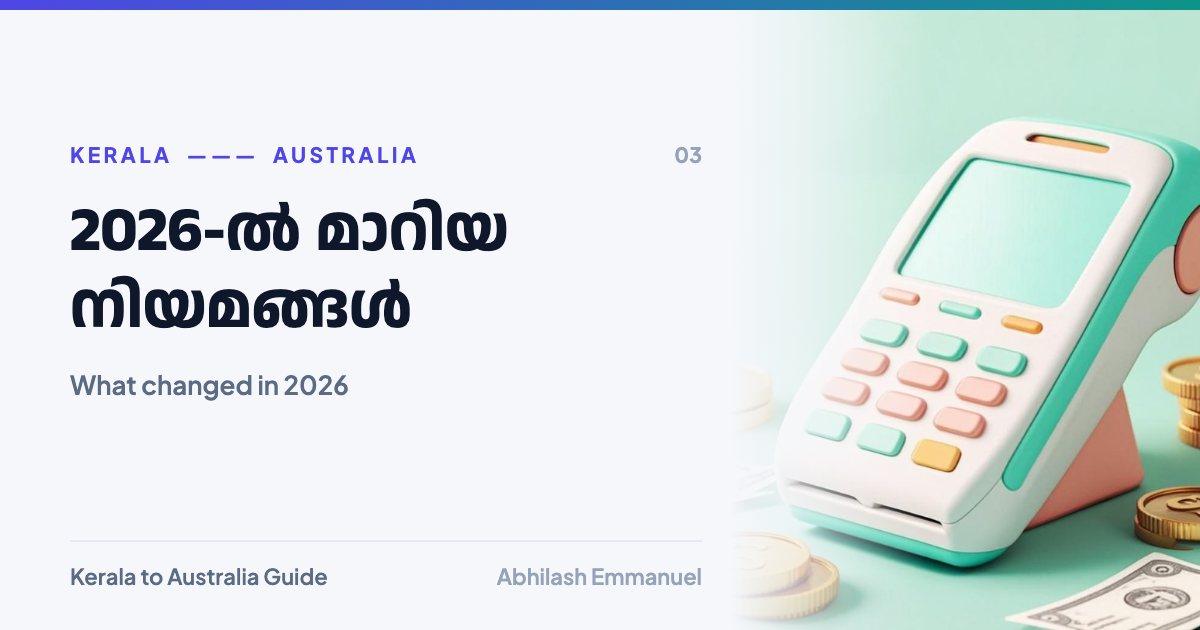 KERALA ——— AUSTRALIA
03
2026-ൽ മാറിയ
നിയമങ്ങൾ
What changed in 2026
Kerala to Australia Guide
Abhilash Emmanuel